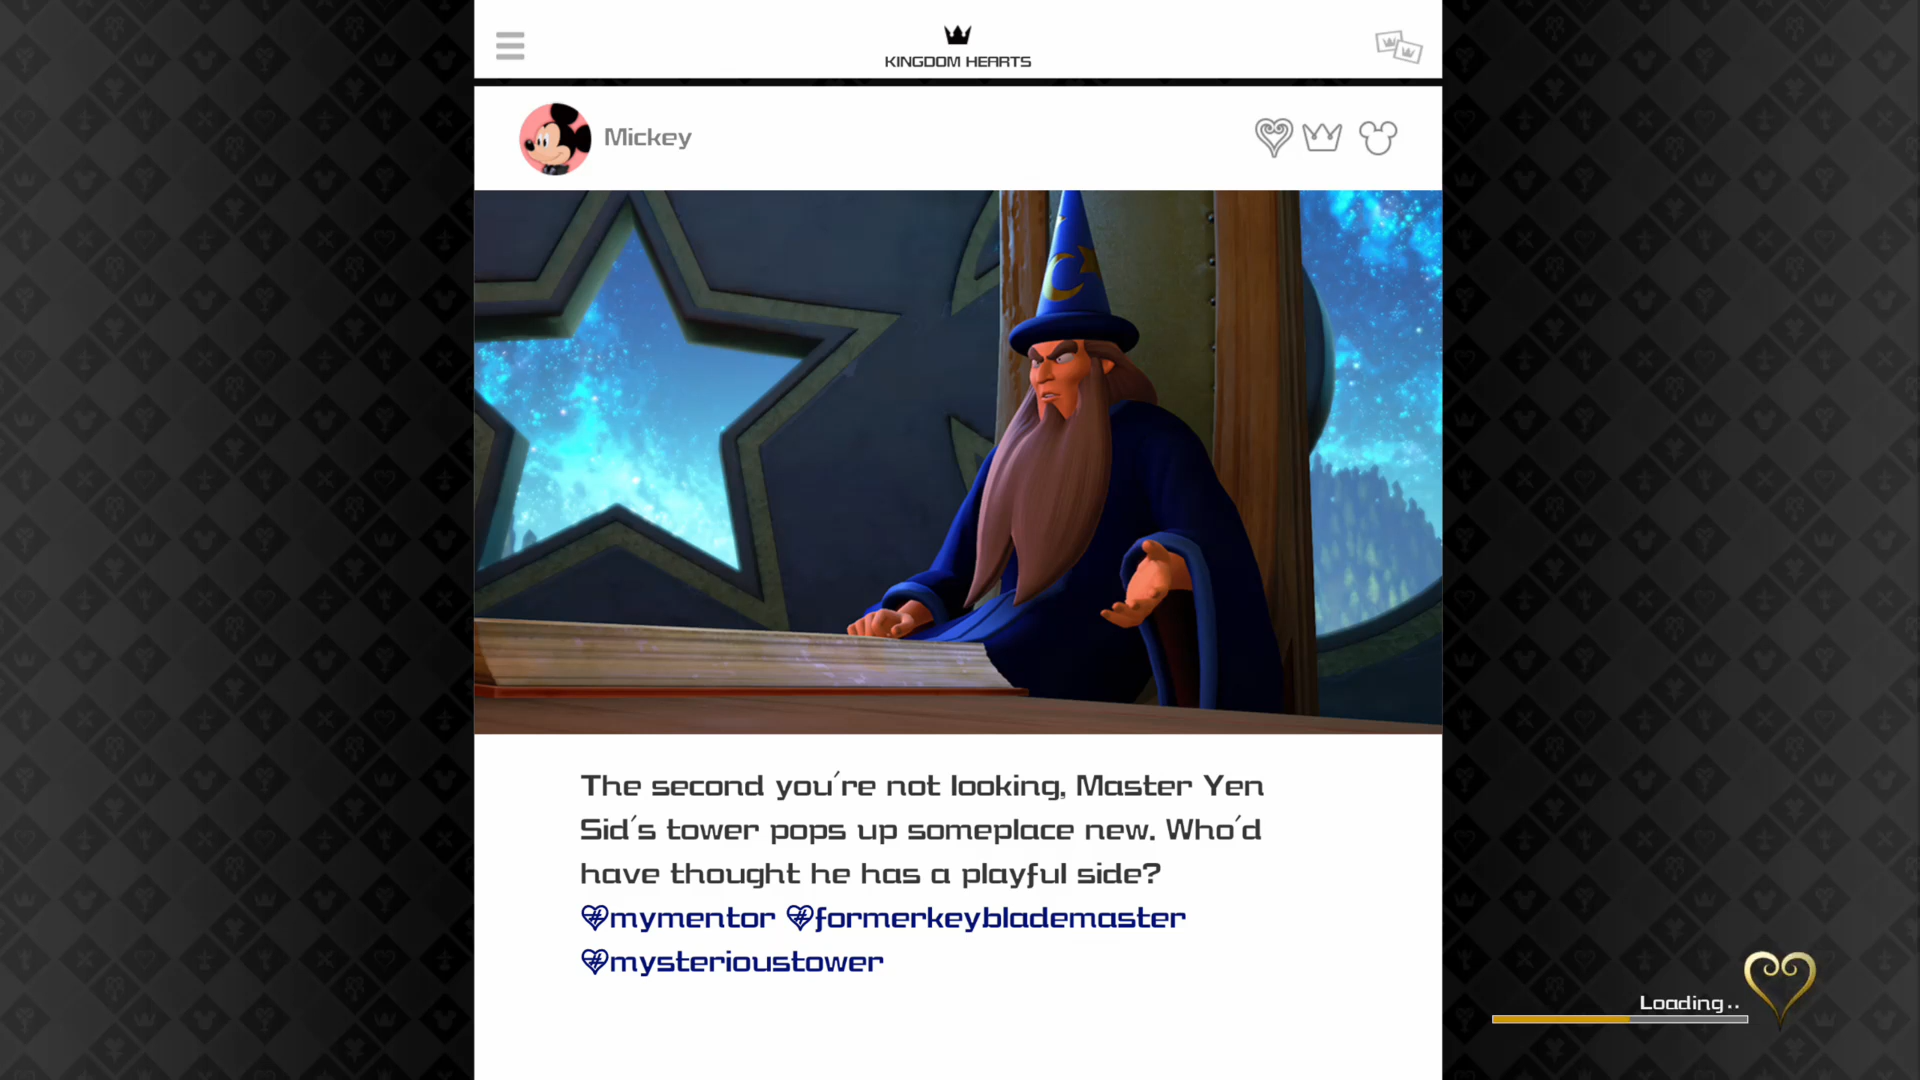 KINGDOM HEARTS
Mickey
The second you're not looking, Master Yen
Sid's tower pops up someplace new. Who'd
have thought he has a playful side?
#mymentor #formerkeyblademaster
#mysterioustower
Loading..